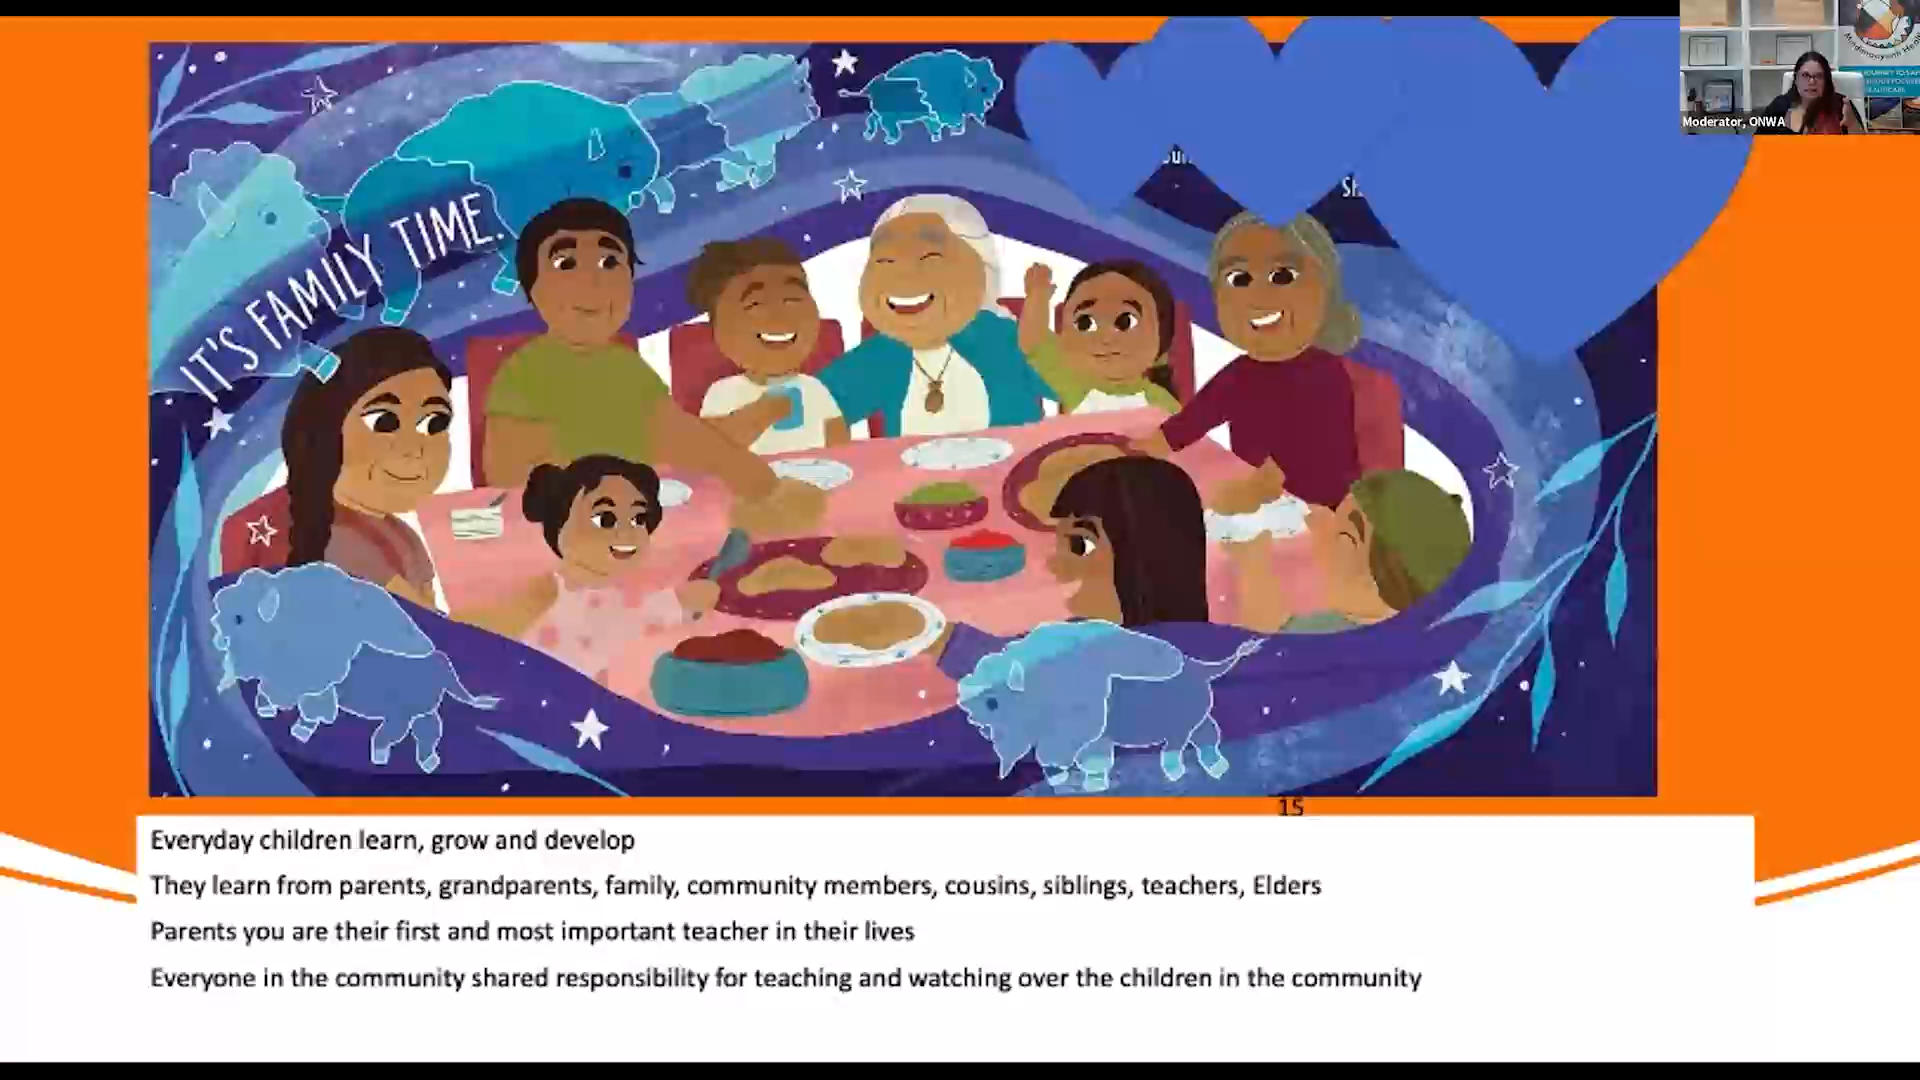 IT'S FAMILY TIME.
Moderator, ONWA
15
Everyday children learn, grow and develop
They learn from parents, grandparents, family, community members, cousins, siblings, teachers, Elders
Parents you are their first and most important teacher in their lives
Everyone in the community shared responsibility for teaching and watching over the children in the community